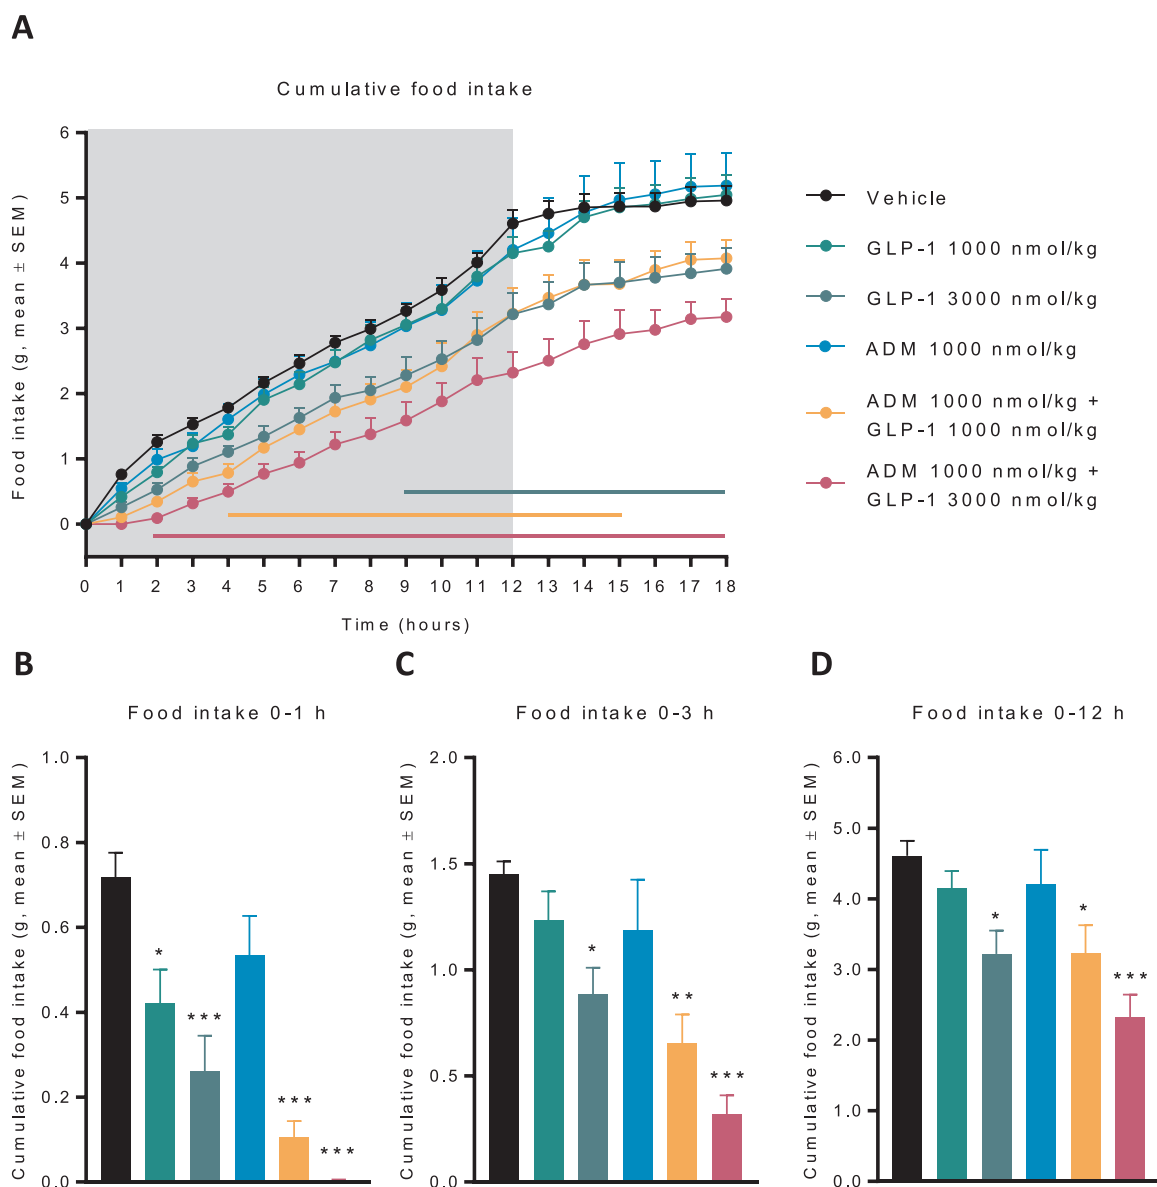 A
Cumulative food intake
Food intake (g, mean ± SEM)
6
5
4
3
2
1
0
0 1 2 3 4 5 6 7 8 9 10 11 12 13 14 15 16 17 18
Time (hours)
Vehicle
GLP-1 1000 nmol/kg
GLP-1 3000 nmol/kg
ADM 1000 nmol/kg
ADM 1000 nmol/kg +
GLP-1 1000 nmol/kg
ADM 1000 nmol/kg +
GLP-1 3000 nmol/kg
B
Food intake 0-1 h
Cumulative food intake (g, mean ± SEM)
1.0
0.8
0.6
0.4
0.2
0.0
*
***
***
***
C
Food intake 0-3 h
Cumulative food intake (g, mean ± SEM)
2.0
1.5
1.0
0.5
0.0
*
**
***
D
Food intake 0-12 h
Cumulative food intake (g, mean ± SEM)
6.0
5.0
4.0
3.0
2.0
1.0
0.0
*
*
***